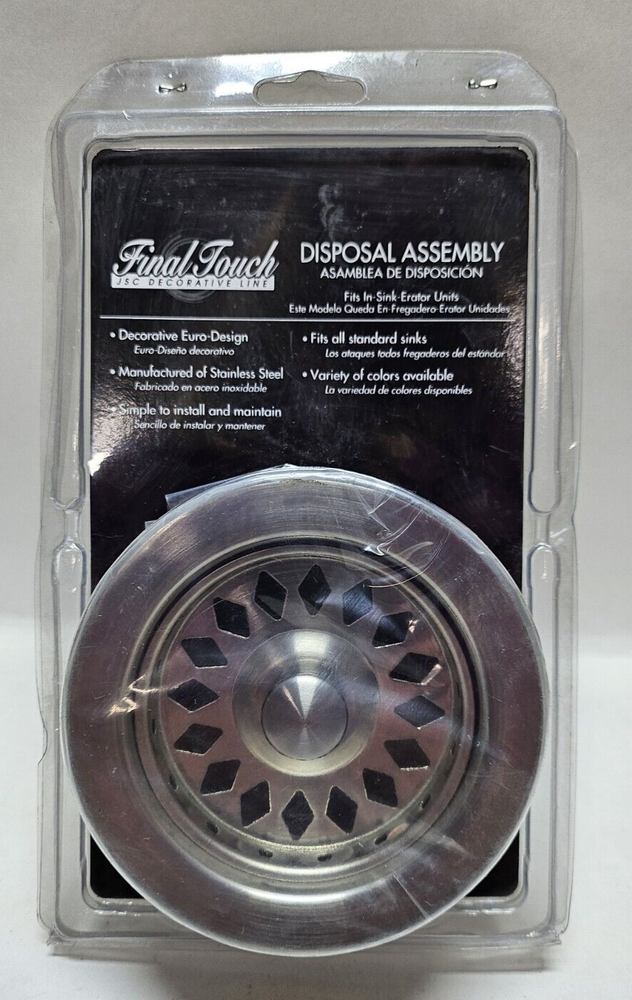 Final Touch
JSC DECORATIVE LINE
DISPOSAL ASSEMBLY
ASAMBLEA DE DISPOSICIÓN
Fits In-Sink-Erator Units
Este Modelo Queda En-Fregadero-Erator Unidades
• Decorative Euro-Design
Euro-Diseño decorativo
• Manufactured of Stainless Steel
Fabricado en acero inoxidable
• Simple to install and maintain
Sencillo de instalar y mantener
• Fits all standard sinks
Los ataques todos fregaderos del estándar
• Variety of colors available
La variedad de colores disponibles